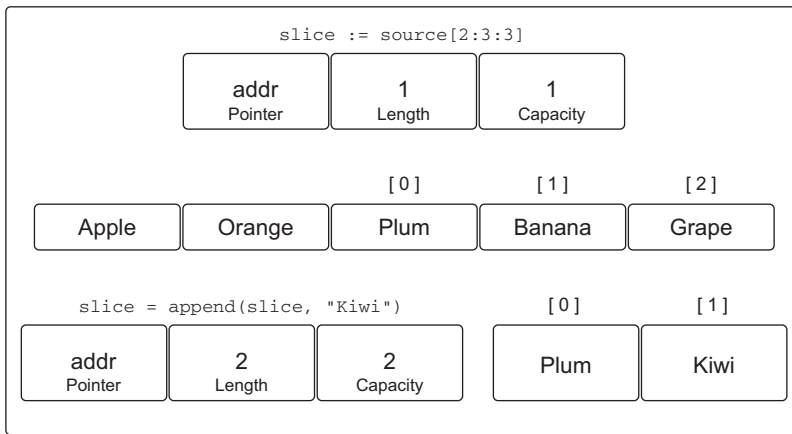 slice := source[2:3:3]
addr 1 1
Pointer Length Capacity
[0] [1] [2]
Apple Orange Plum Banana Grape
slice = append(slice, "Kiwi") [0] [1]
addr 2 2 Plum Kiwi
Pointer Length Capacity